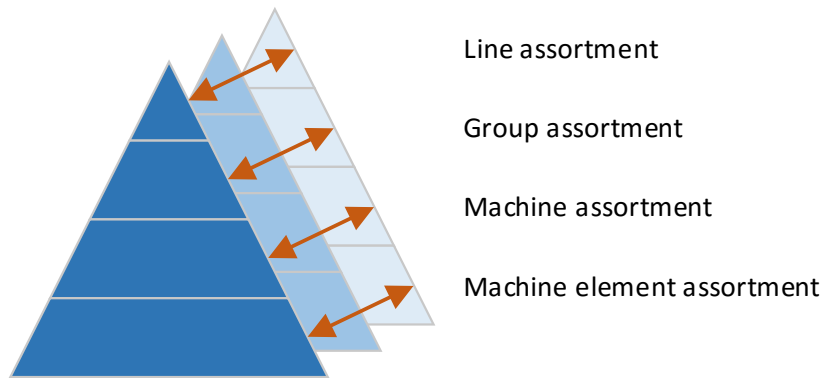 Line assortment
Group assortment
Machine assortment
Machine element assortment